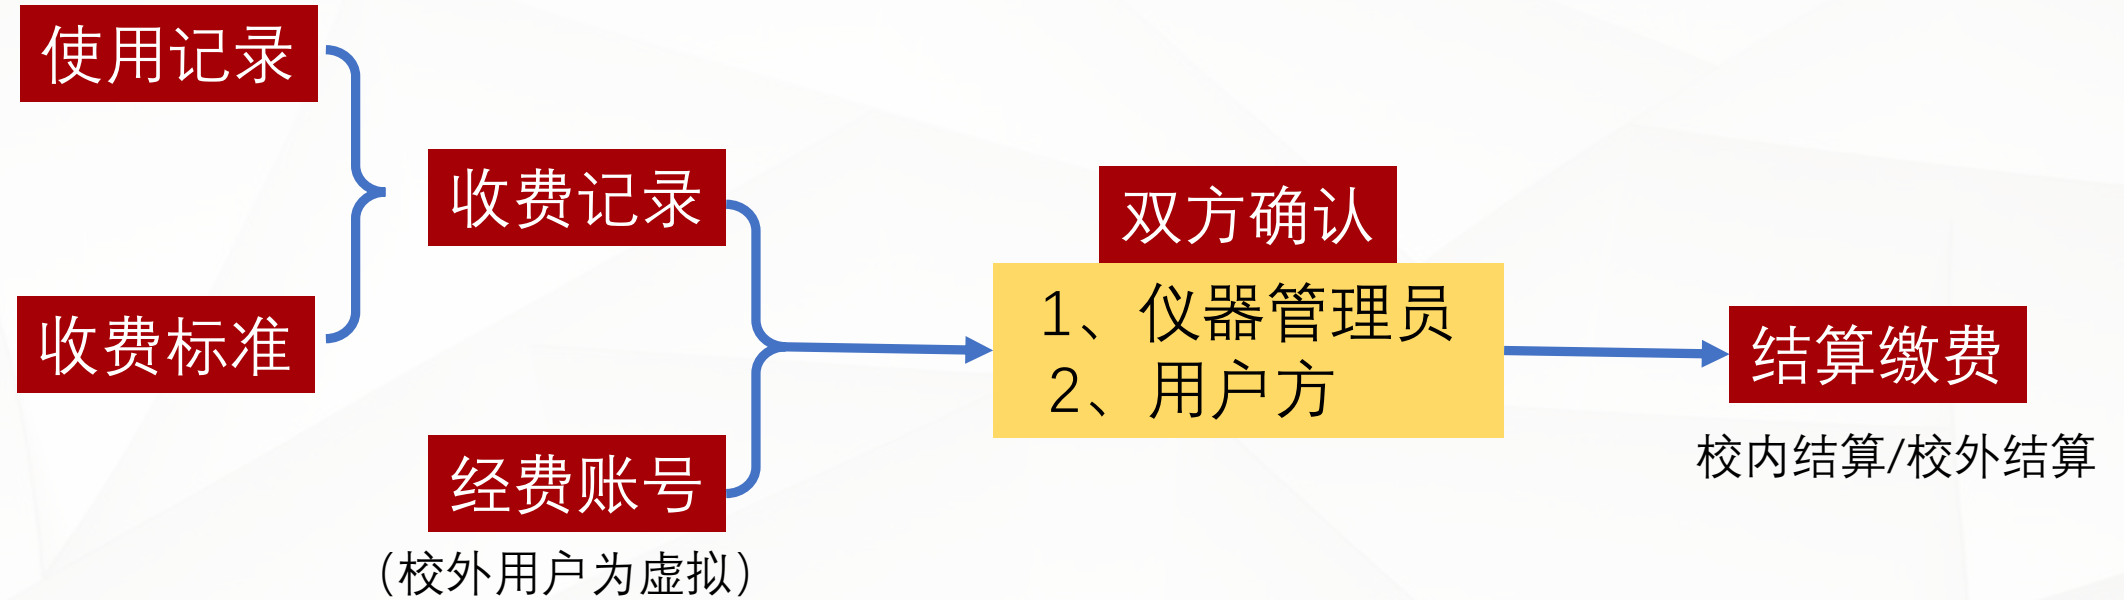 使用记录
收费标准
收费记录
经费账号
（校外用户为虚拟）
双方确认
1、仪器管理员
2、用户方
结算缴费
校内结算/校外结算